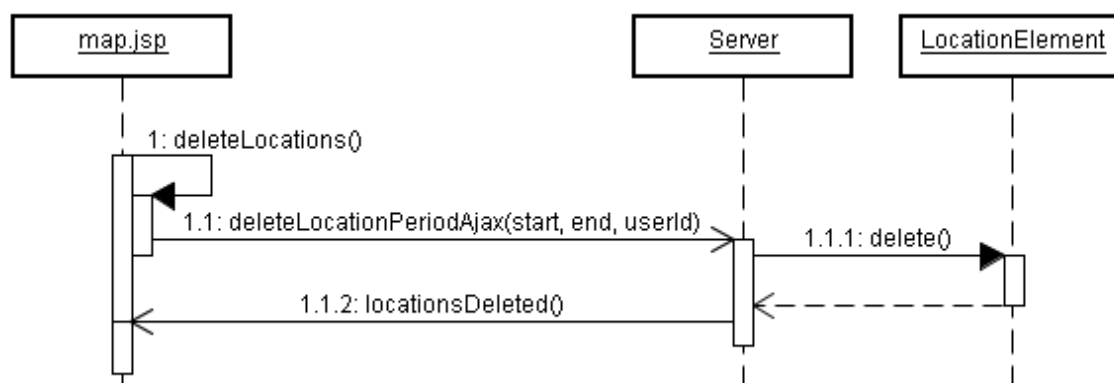 map.jsp
Server
LocationElement
1: deleteLocations()
1.1: deleteLocationPeriodAjax(start, end, userId)
1.1.1: delete()
1.1.2: locationsDeleted()